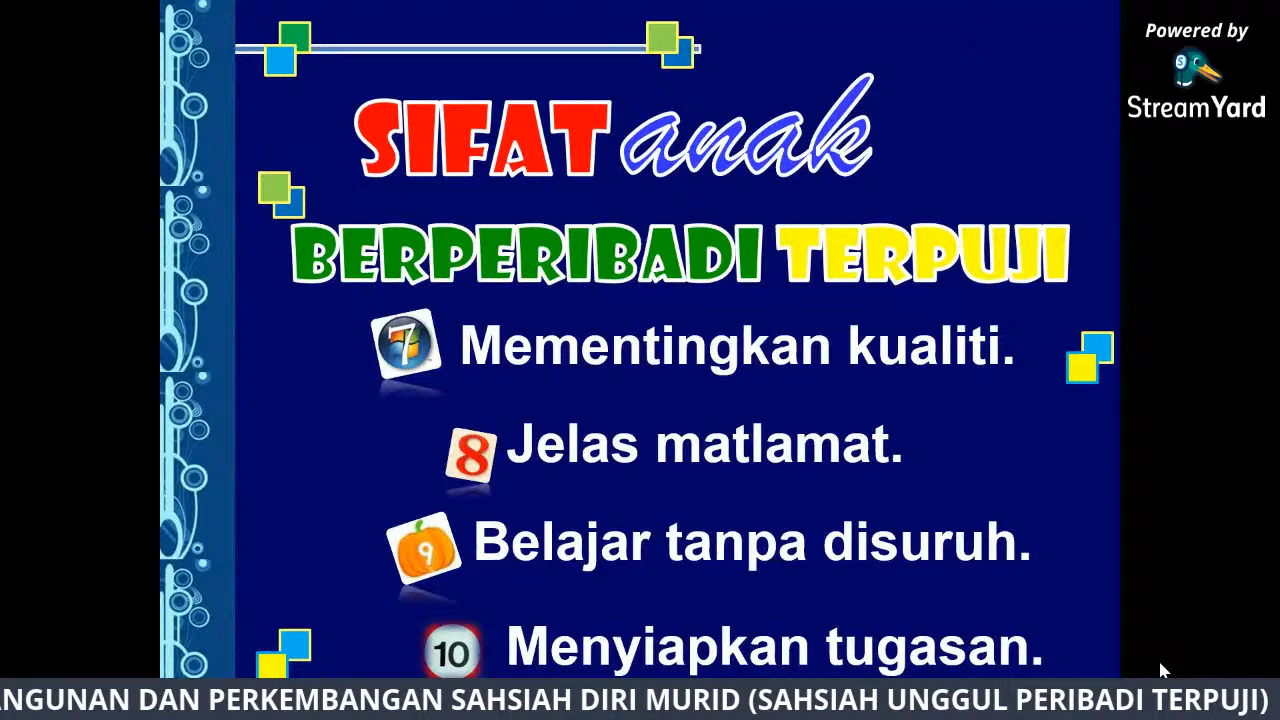 Powered by
StreamYard
SIFAT anak
BERPERIBADI TERPUJI
7 Mementingkan kualiti.
8 Jelas matlamat.
9 Belajar tanpa disuruh.
10 Menyiapkan tugasan.
ANGUNAN DAN PERKEMBANGAN SAHSIAH DIRI MURID (SAHSIAH UNGGUL PERIBADI TERPUJI)